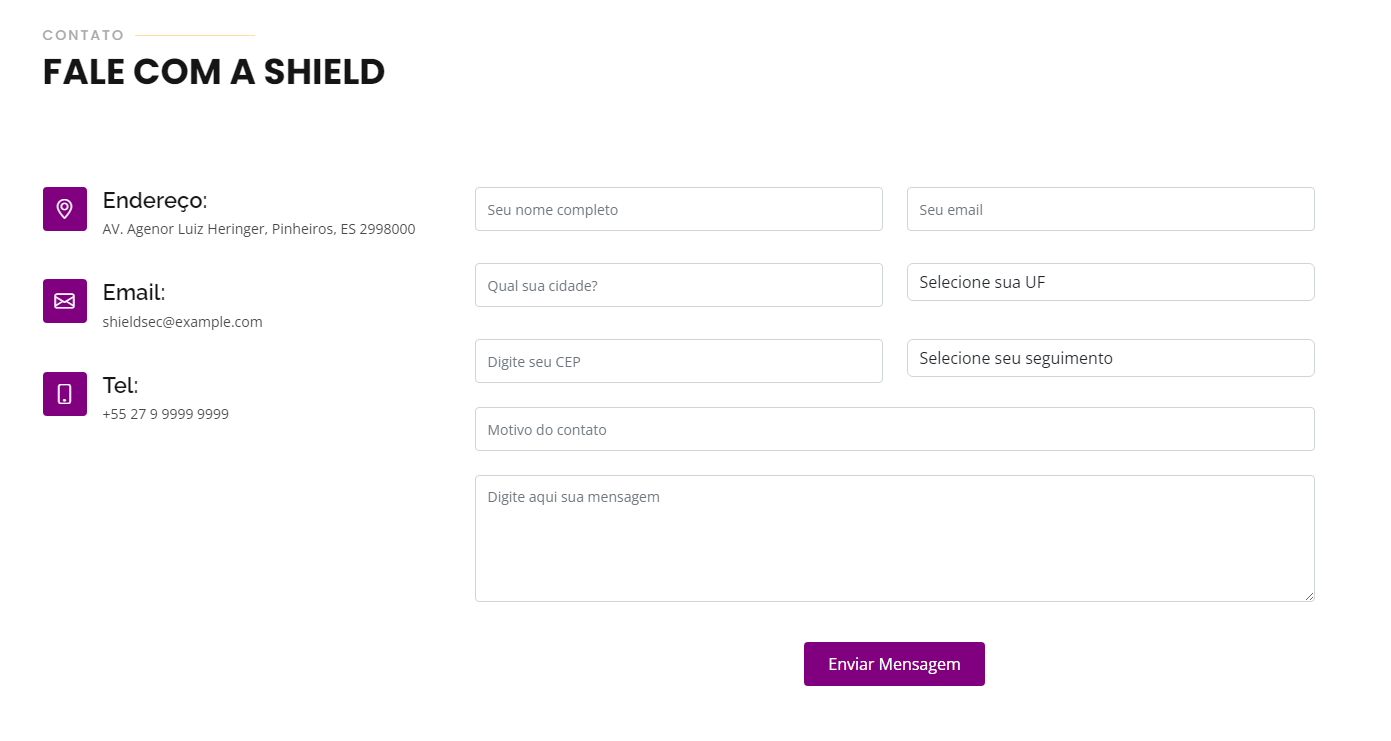 CONTATO
FALE COM A SHIELD
Endereço:
AV. Agenor Luiz Heringer, Pinheiros, ES 2998000
Email:
shieldsec@example.com
Tel:
+55 27 9 9999 9999
Seu nome completo
Seu email
Qual sua cidade?
Selecione sua UF
Digite seu CEP
Selecione seu seguimento
Motivo do contato
Digite aqui sua mensagem
Enviar Mensagem